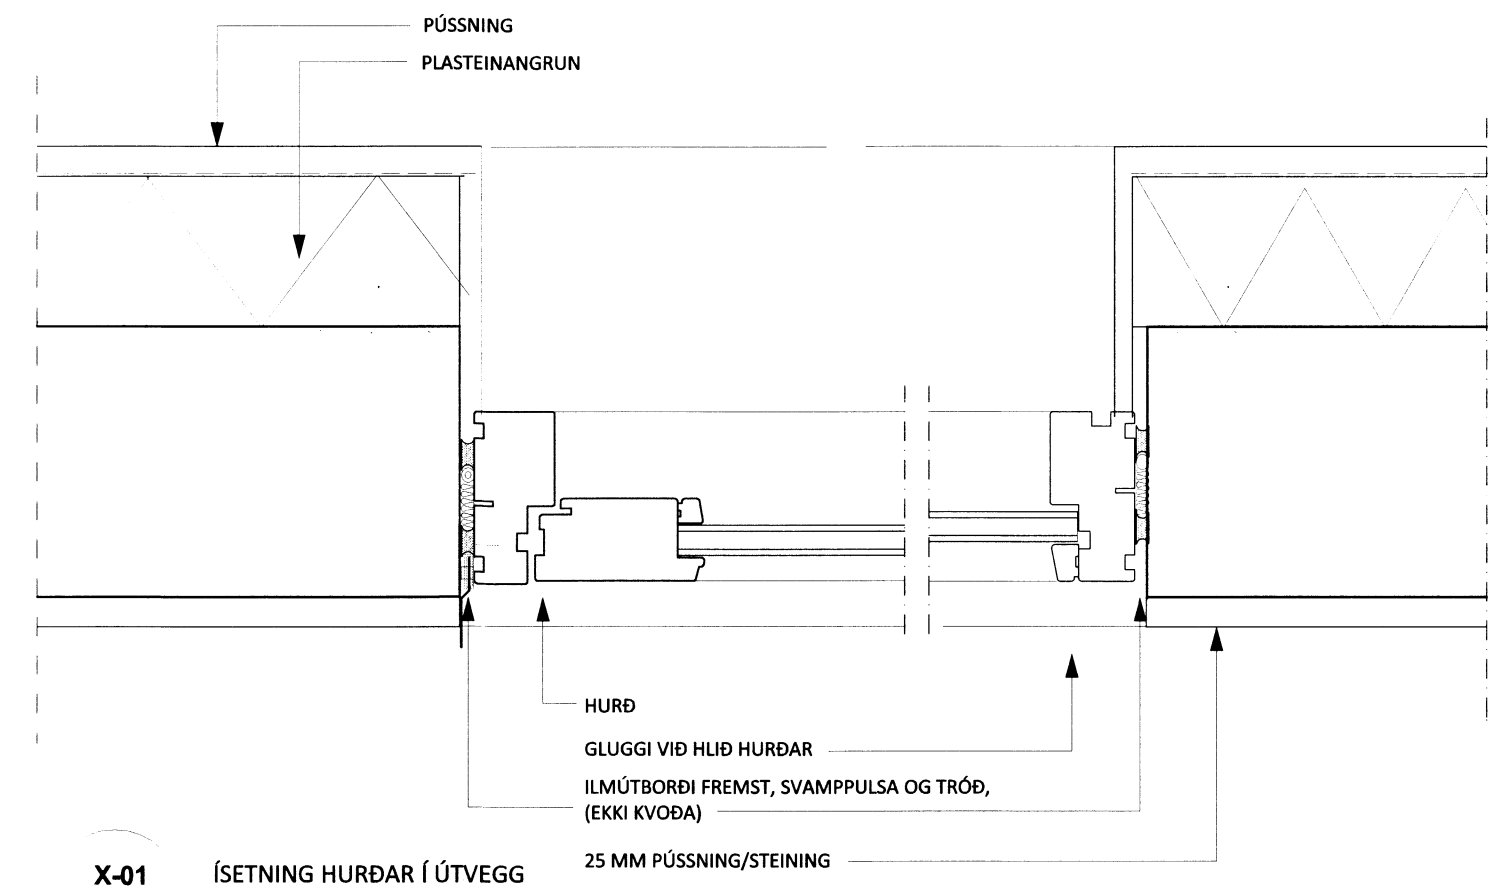 PÚSSNING
PLASTEINANGRUN
HURÐ
GLUGGI VIÐ HLIÐ HURÐAR
ILMÚTBORÐI FREMST, SVAMPPULSA OG TRÓÐ,
(EKKI KVOÐA)
25 MM PÚSSNING/STEINING
X-01 ÍSETNING HURÐAR Í ÚTVEGG